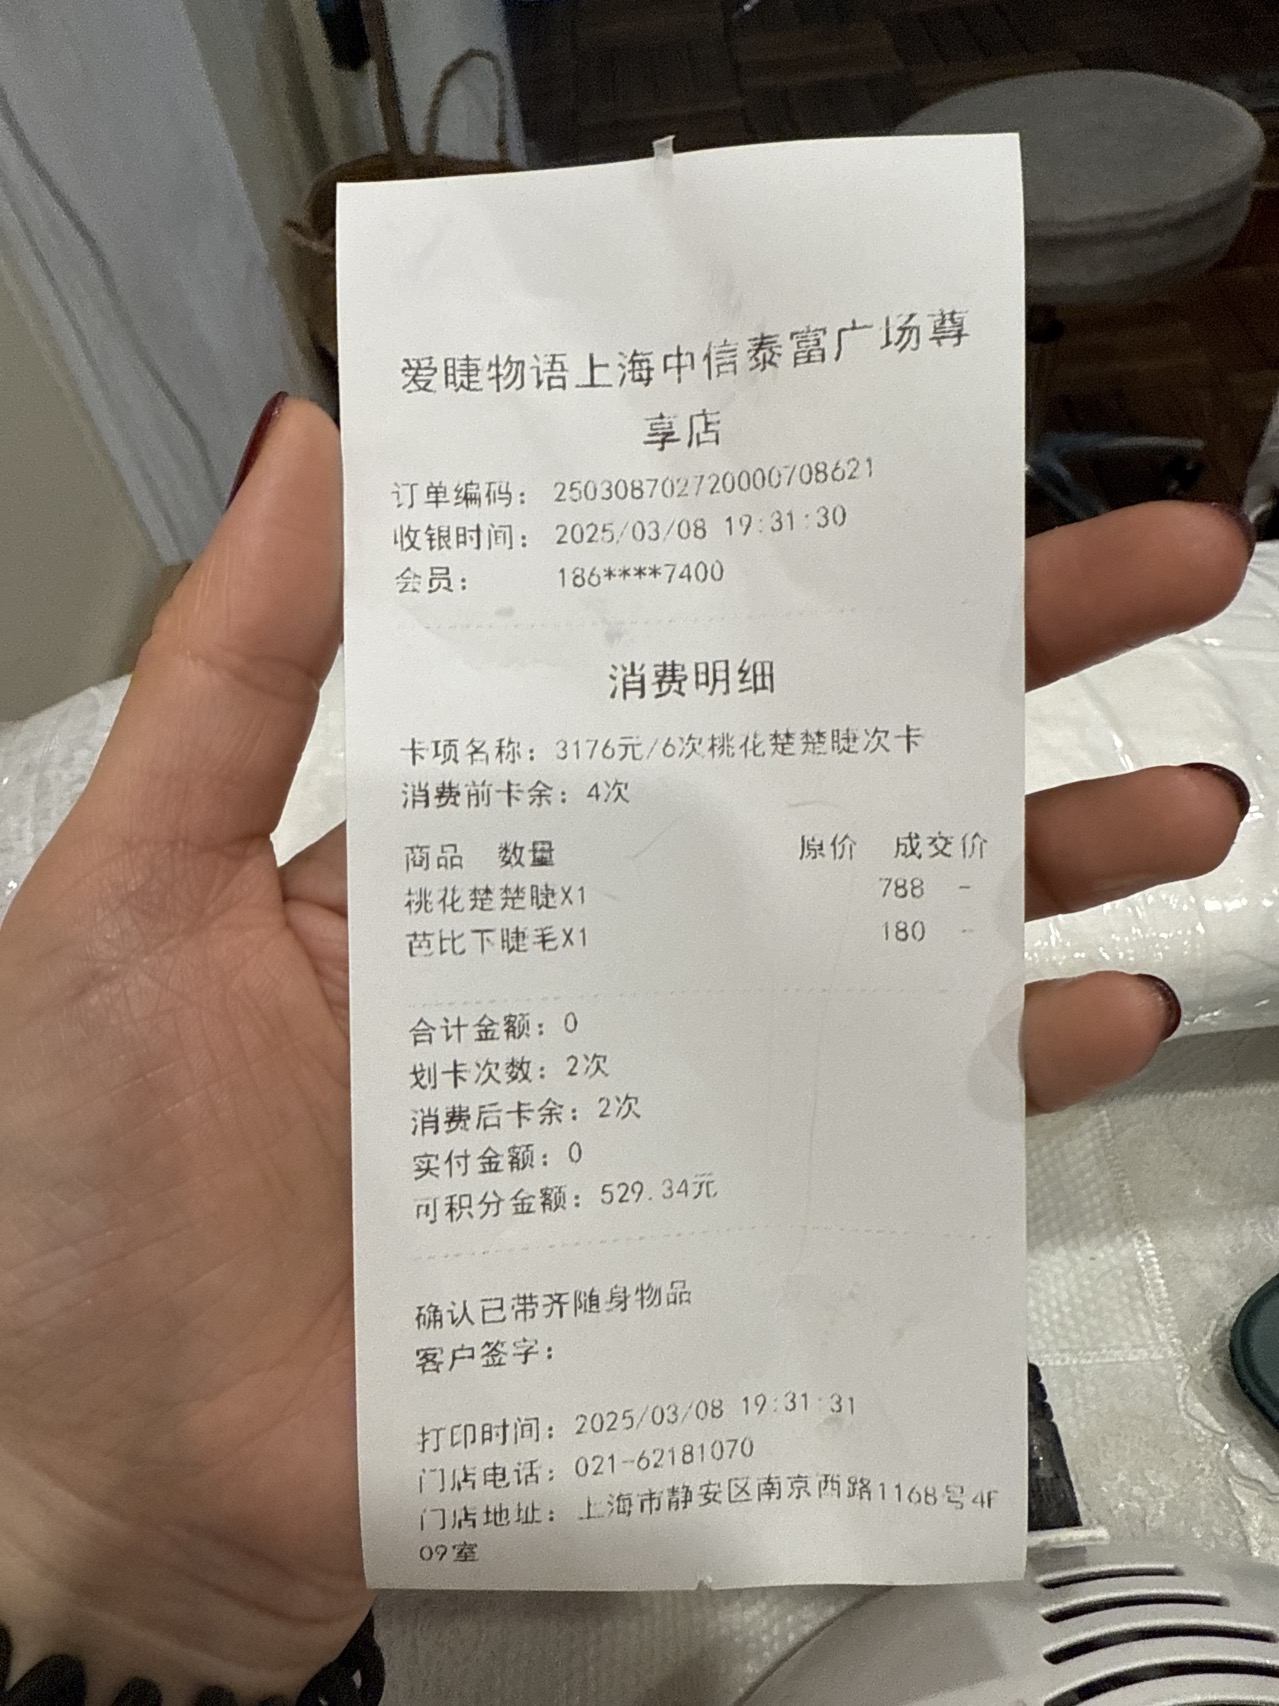 爱睫物语上海中信泰富广场尊
享店
订单编码: 250308702720000708621
收银时间: 2025/03/08 19:31:30
会员: 186****7400
消费明细
卡项名称: 3176元/6次桃花楚楚睫次卡
消费前卡余: 4次
商品 数量 原价 成交价
桃花楚楚睫X1 788 -
芭比下睫毛X1 180 -
合计金额: 0
划卡次数: 2次
消费后卡余: 2次
实付金额: 0
可积分金额: 529.34元
确认已带齐随身物品
客户签字:
打印时间: 2025/03/08 19:31:31
门店电话: 021-62181070
门店地址: 上海市静安区南京西路1168号4F
09室